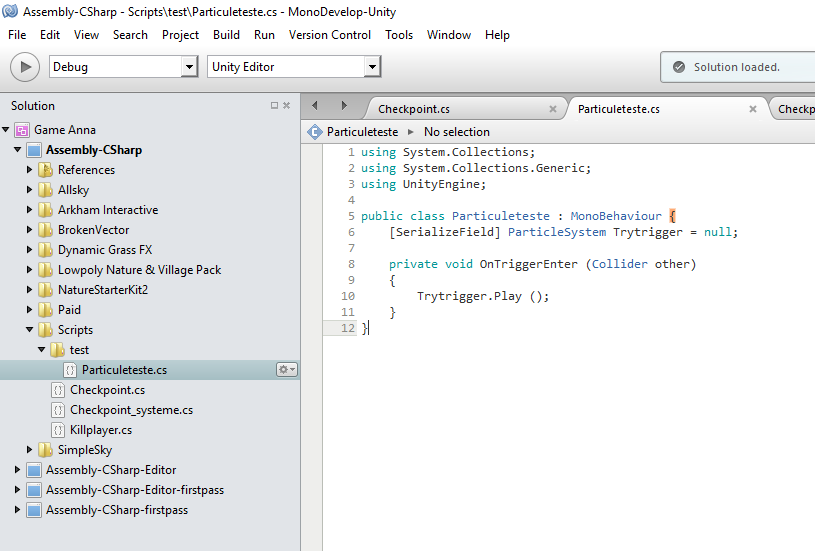 Assembly-CSharp - Scripts\test\Particuleteste.cs - MonoDevelop-Unity
File Edit View Search Project Build Run Version Control Tools Window Help
Debug
Unity Editor
Solution loaded.
Solution
Game Anna
Assembly-CSharp
References
Allsky
Arkham Interactive
BrokenVector
Dynamic Grass FX
Lowpoly Nature & Village Pack
NatureStarterKit2
Paid
Scripts
test
Particuleteste.cs
Checkpoint.cs
Checkpoint_systeme.cs
Killplayer.cs
SimpleSky
Assembly-CSharp-Editor
Assembly-CSharp-Editor-firstpass
Assembly-CSharp-firstpass
Checkpoint.cs
Particuleteste.cs
Checkp
Particuleteste
No selection
1 using System.Collections;
2 using System.Collections.Generic;
3 using UnityEngine;
4
5 public class Particuleteste : MonoBehaviour {
6     [SerializeField] ParticleSystem Trytrigger = null;
7
8     private void OnTriggerEnter (Collider other)
9     {
10         Trytrigger.Play ();
11     }
12 }